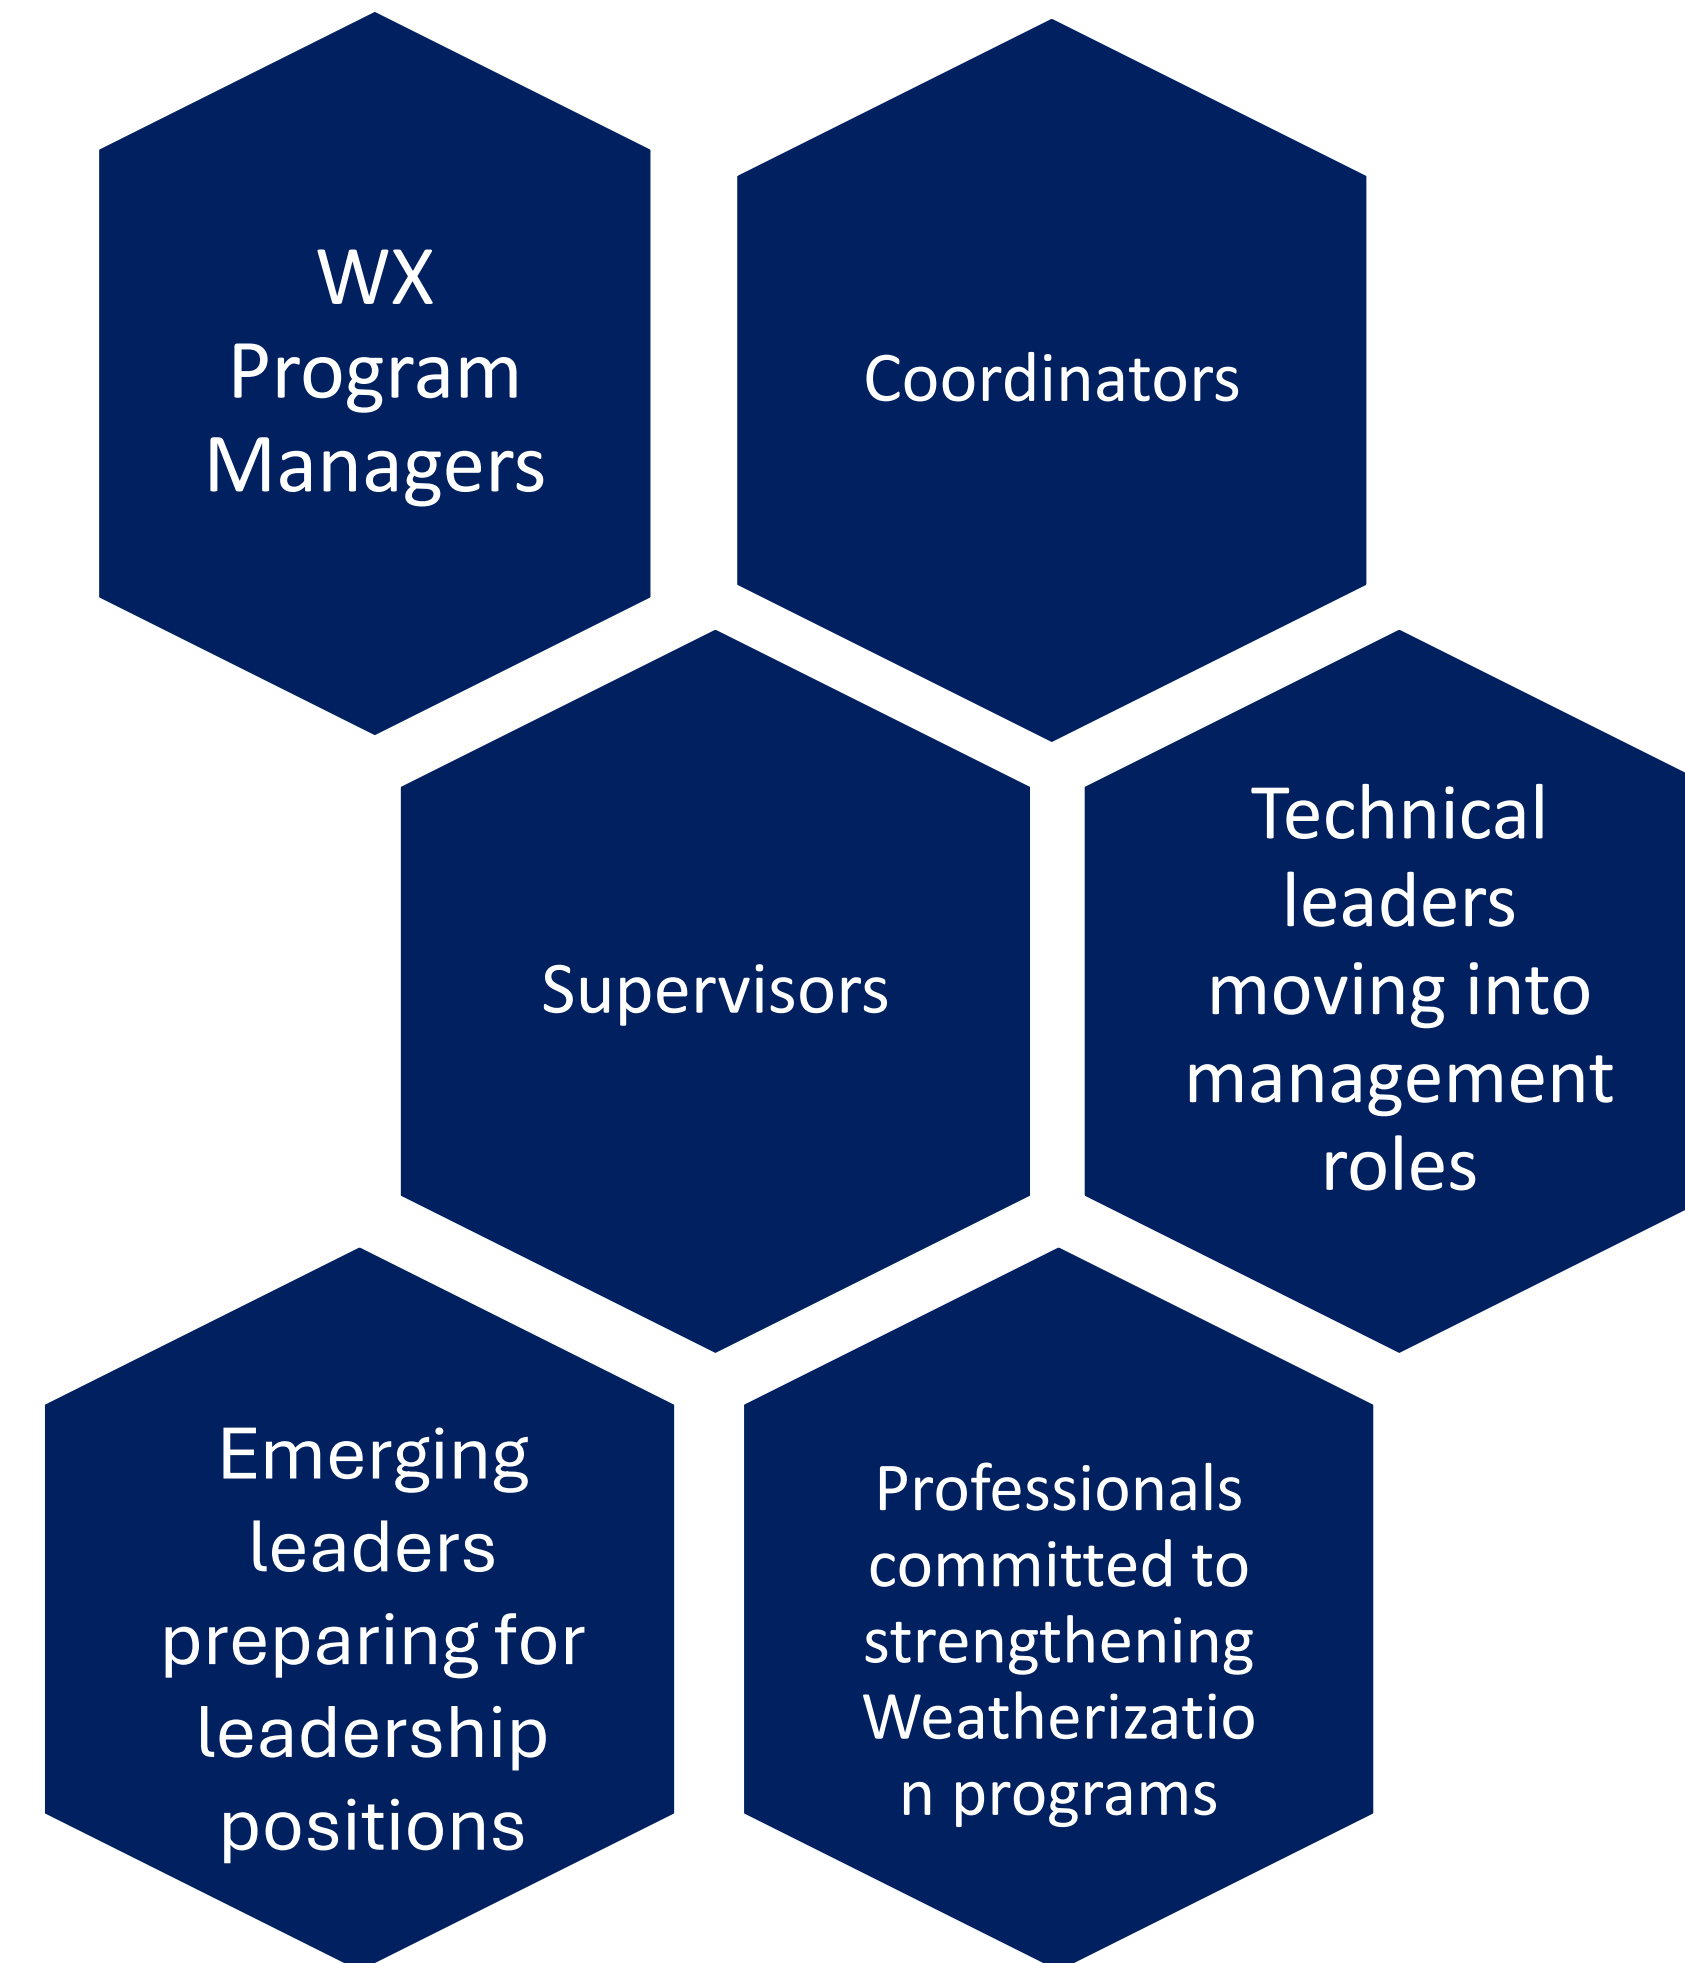 WX
Program
Managers
Coordinators
Supervisors
Technical
leaders
moving into
management
roles
Emerging
leaders
preparing for
leadership
positions
Professionals
committed to
strengthening
Weatherizatio
n programs